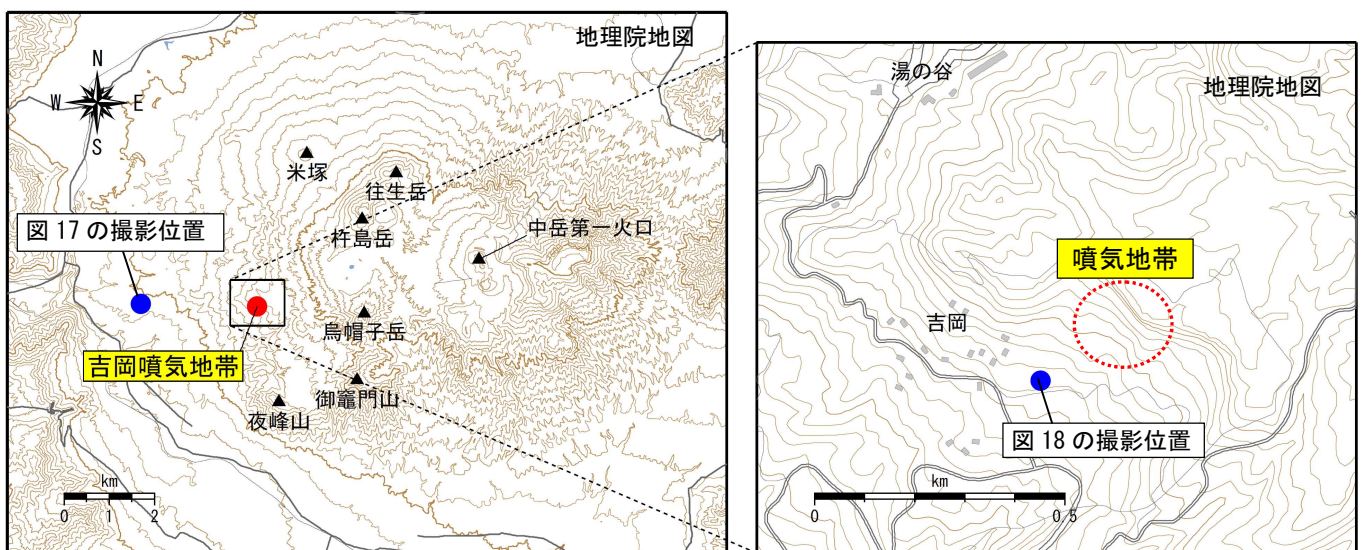 地理院地図
N
W
E
S
米塚
往生岳
図 17 の撮影位置
杵島岳
中岳第一火口
烏帽子岳
吉岡噴気地帯
御竈門山
夜峰山
km
0 1 2
湯の谷
地理院地図
噴気地帯
吉岡
図 18 の撮影位置
km
0 0.5